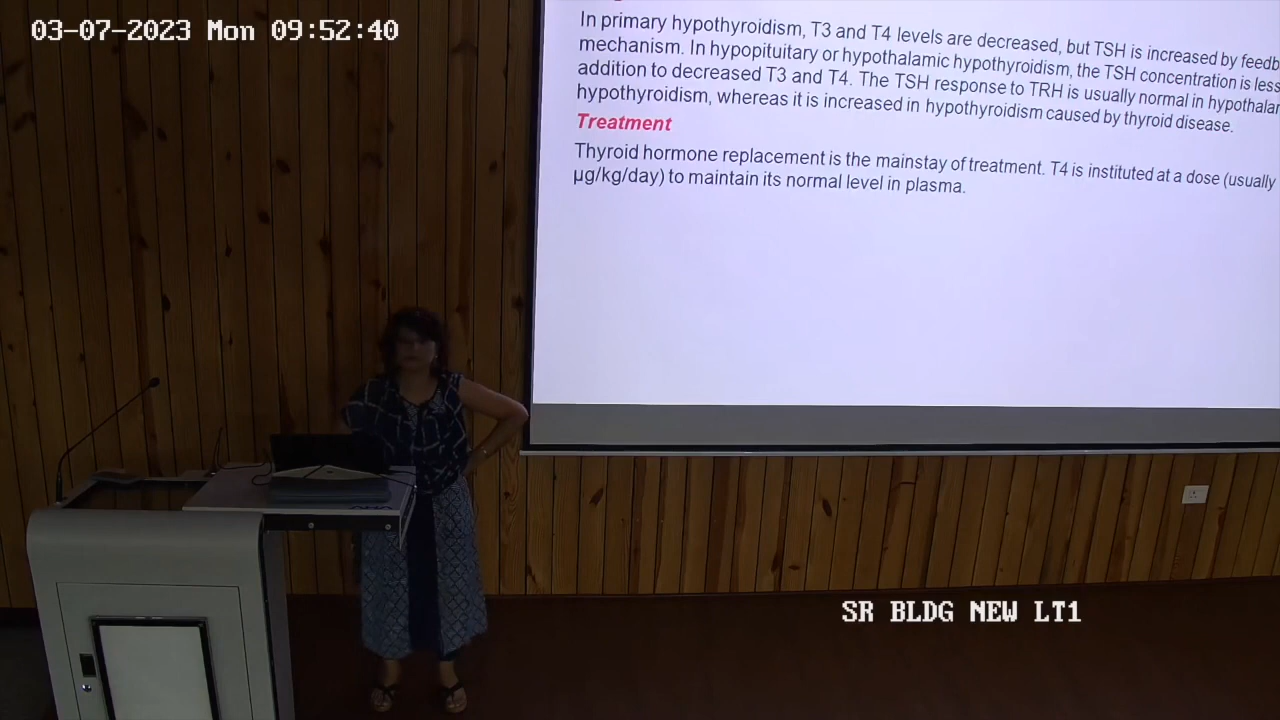 03-07-2023 Mon 09:52:40
In primary hypothyroidism, T3 and T4 levels are decreased, but TSH is increased by feedb
mechanism. In hypopituitary or hypothalamic hypothyroidism, the TSH concentration is less
addition to decreased T3 and T4. The TSH response to TRH is usually normal in hypothalar
hypothyroidism, whereas it is increased in hypothyroidism caused by thyroid disease.
Treatment
Thyroid hormone replacement is the mainstay of treatment. T4 is instituted at a dose (usually
µg/kg/day) to maintain its normal level in plasma.
SR BLDG NEW LT1